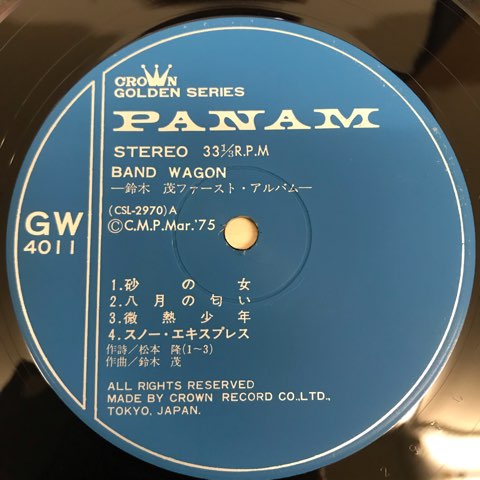 CROWN
GOLDEN SERIES
PANAM
STEREO 33⅓R.P.M
BAND WAGON
—鈴木 茂ファースト・アルバム—
GW
4011
(CSL-2970)A
©C.M.P.Mar.'75
1.砂の女
2.八月の匂い
3.微熱少年
4.スノー・エキスプレス
作詩/松本 隆(1~3)
作曲/鈴木 茂
ALL RIGHTS RESERVED
MADE BY CROWN RECORD CO.,LTD.,
TOKYO, JAPAN.